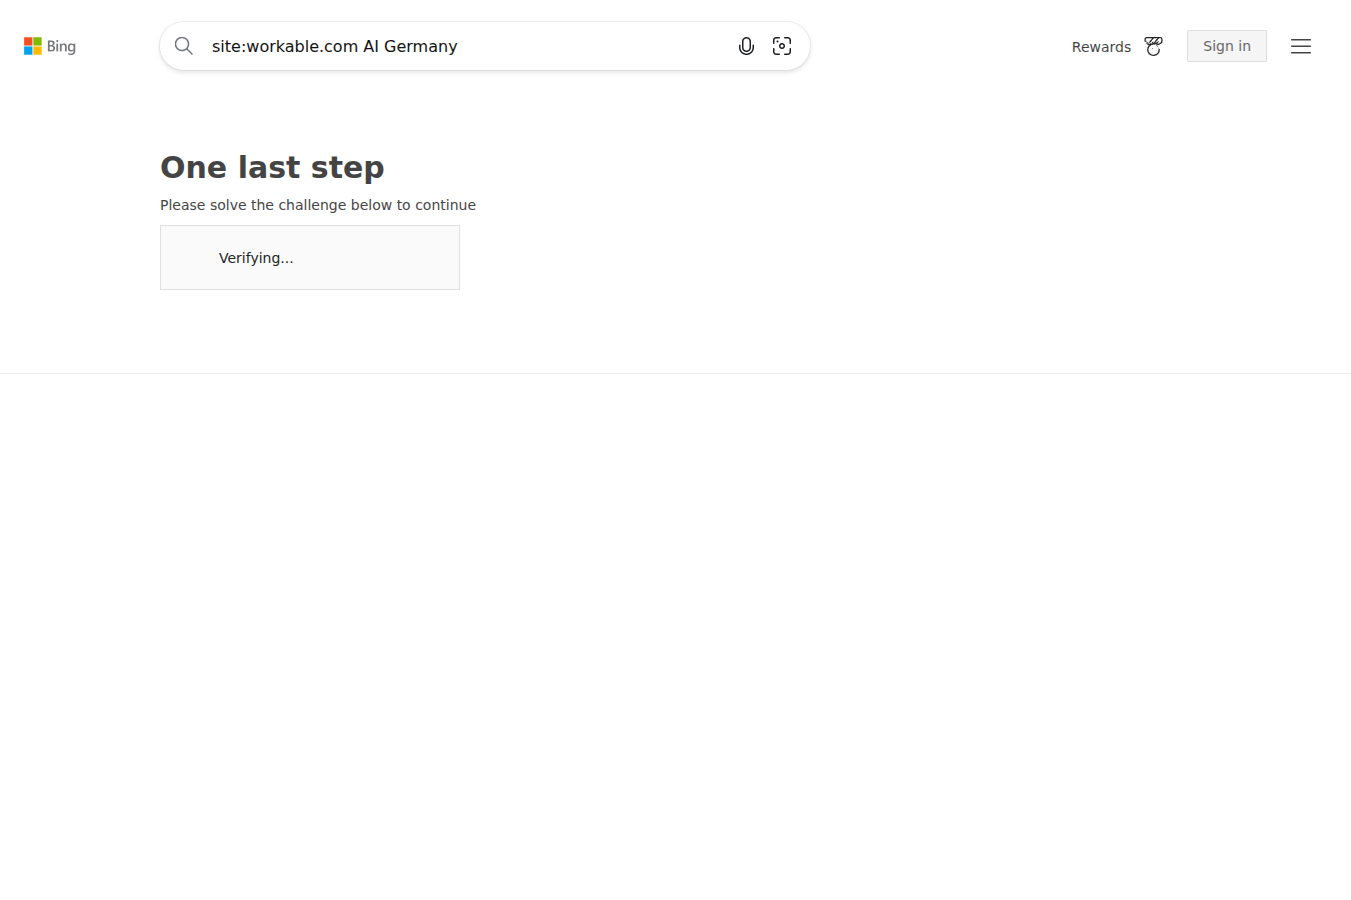 Bing
site:workable.com AI Germany
Rewards
Sign in
One last step
Please solve the challenge below to continue
Verifying...